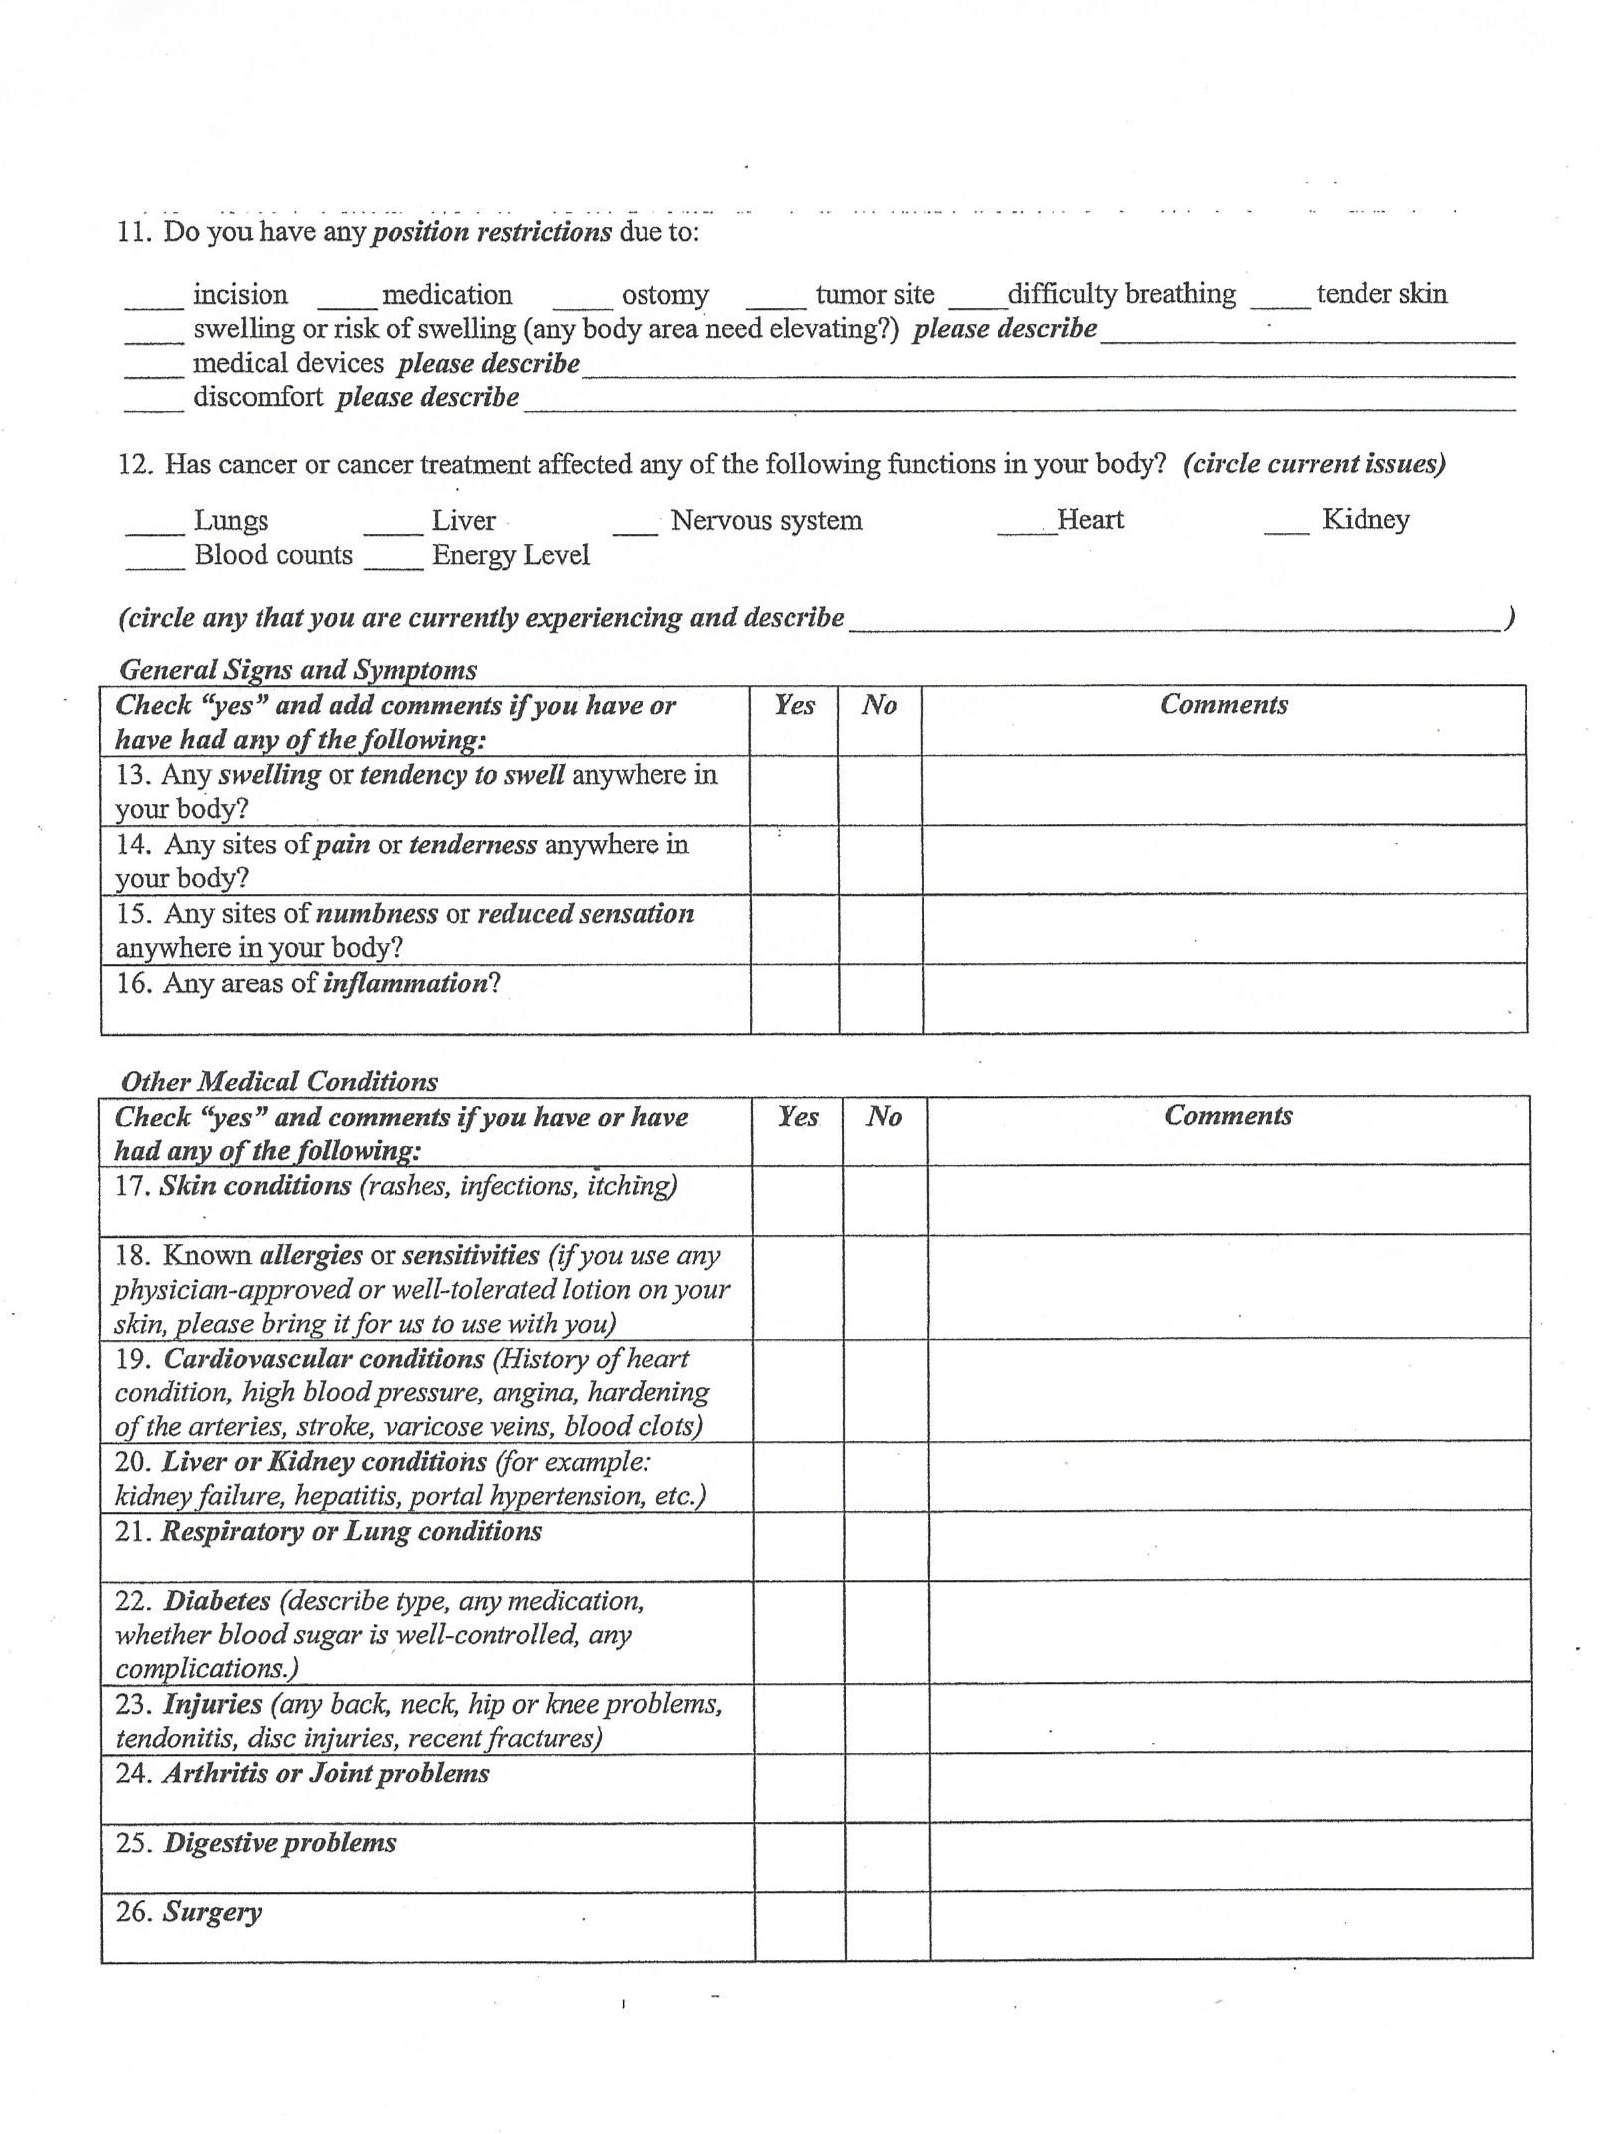 11. Do you have any position restrictions due to:
____ incision ____ medication ____ ostomy ____ tumor site ____ difficulty breathing ____ tender skin
____ swelling or risk of swelling (any body area need elevating?) please describe____
____ medical devices please describe____
____ discomfort please describe____
12. Has cancer or cancer treatment affected any of the following functions in your body? (circle current issues)
____ Lungs ____ Liver ____ Nervous system ____ Heart ____ Kidney
____ Blood counts ____ Energy Level
(circle any that you are currently experiencing and describe____)
General Signs and Symptoms
Check “yes” and add comments if you have or Yes No Comments
have had any of the following:
13. Any swelling or tendency to swell anywhere in
your body?
14. Any sites of pain or tenderness anywhere in
your body?
15. Any sites of numbness or reduced sensation
anywhere in your body?
16. Any areas of inflammation?
Other Medical Conditions
Check “yes” and comments if you have or have Yes No Comments
had any of the following:
17. Skin conditions (rashes, infections, itching)
18. Known allergies or sensitivities (if you use any
physician-approved or well-tolerated lotion on your
skin, please bring it for us to use with you)
19. Cardiovascular conditions (History of heart
condition, high blood pressure, angina, hardening
of the arteries, stroke, varicose veins, blood clots)
20. Liver or Kidney conditions (for example:
kidney failure, hepatitis, portal hypertension, etc.)
21. Respiratory or Lung conditions
22. Diabetes (describe type, any medication,
whether blood sugar is well-controlled, any
complications.)
23. Injuries (any back, neck, hip or knee problems,
tendonitis, disc injuries, recent fractures)
24. Arthritis or Joint problems
25. Digestive problems
26. Surgery